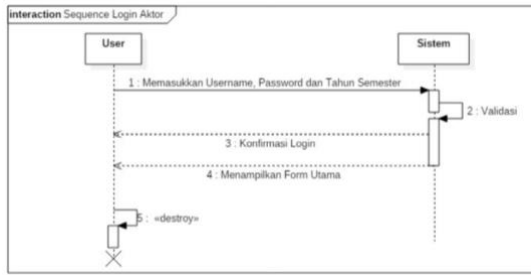 interaction Sequence Login Aktor
User
Sistem
1 : Memasukkan Username, Password dan Tahun Semester
2 : Validasi
3 : Konfirmasi Login
4 : Menampilkan Form Utama
5 : «destroy»